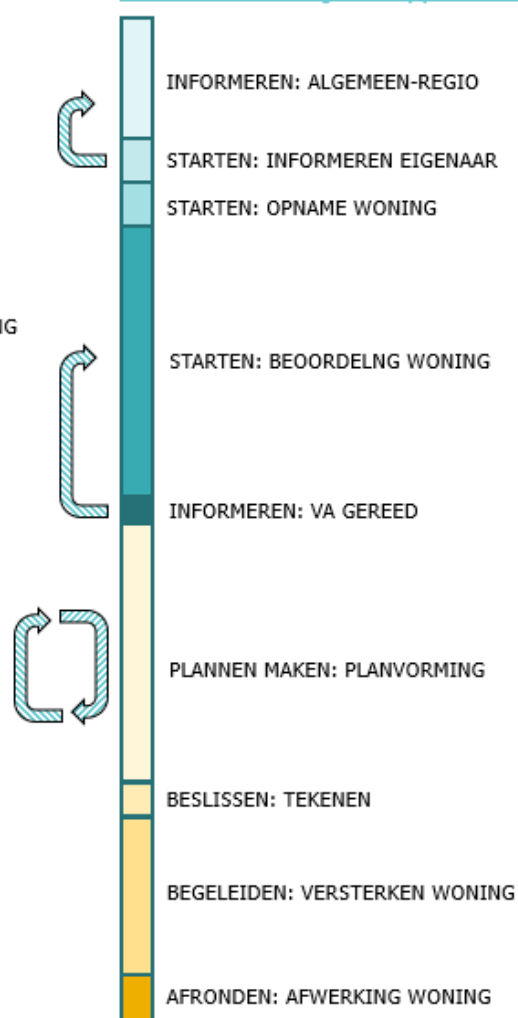 INFORMEREN: ALGEMEEN-REGIO
STARTEN: INFORMEREN EIGENAAR
STARTEN: OPNAME WONING
NG
STARTEN: BEOORDELNG WONING
INFORMEREN: VA GEREED
PLANNEN MAKEN: PLANVORMING
BESLISSEN: TEKENEN
BEGELEIDEN: VERSTERKEN WONING
AFRONDEN: AFWERKING WONING